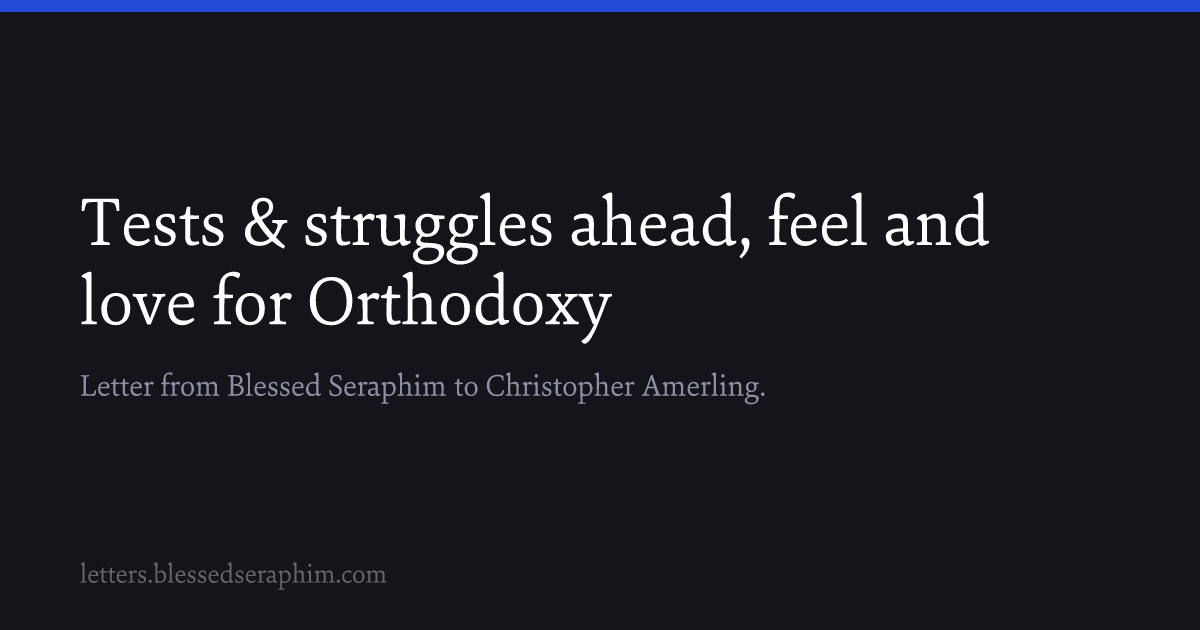 Tests & struggles ahead, feel and
love for Orthodoxy
Letter from Blessed Seraphim to Christopher Amerling.
letters.blessedseraphim.com